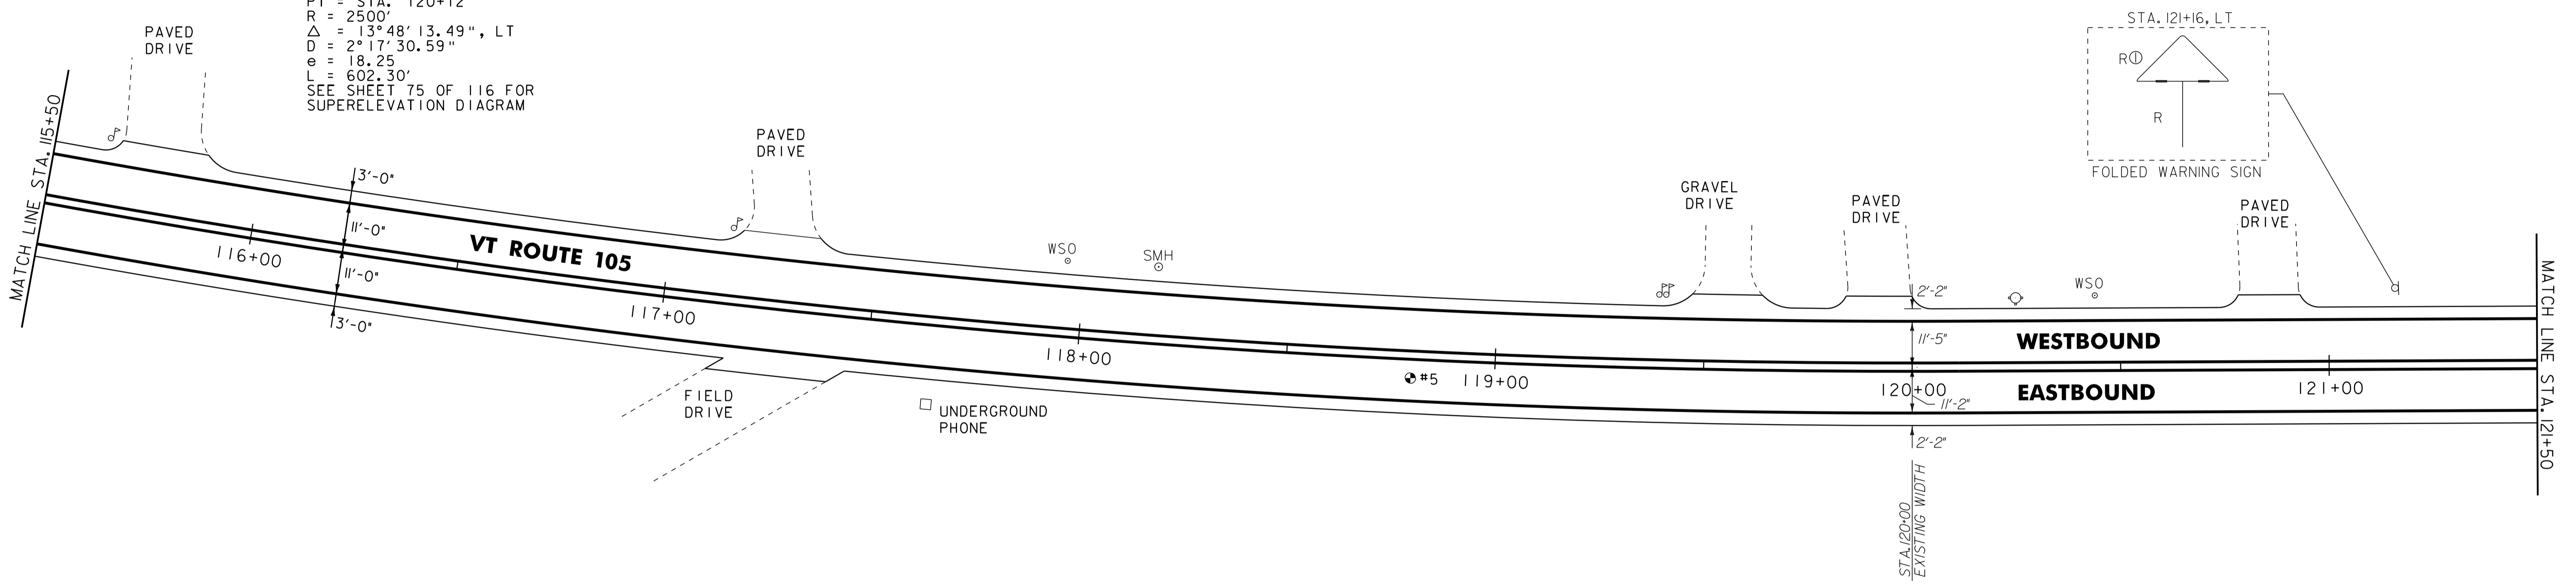 PT = STA. 120+12
R = 2500'
Δ = 13°48'13.49", LT
D = 2°17'30.59"
e = 18.25
L = 602.30'
SEE SHEET 75 OF 116 FOR
SUPERELEVATION DIAGRAM
PAVED
DRIVE
MATCH LINE STA. 115+50
3'-0"
11'-0"
11'-0"
3'-0"
116+00
VT ROUTE 105
117+00
PAVED
DRIVE
FIELD
DRIVE
UNDERGROUND
PHONE
118+00
WSO
SMH
#5
119+00
GRAVEL
DRIVE
PAVED
DRIVE
2'-2"
11'-5"
120+00
11'-2"
2'-2"
STA. 120+00
EXISTING WIDTH
WSO
WESTBOUND
EASTBOUND
STA. 121+16, LT
R 1
R
FOLDED WARNING SIGN
PAVED
DRIVE
121+00
MATCH LINE STA. 121+50